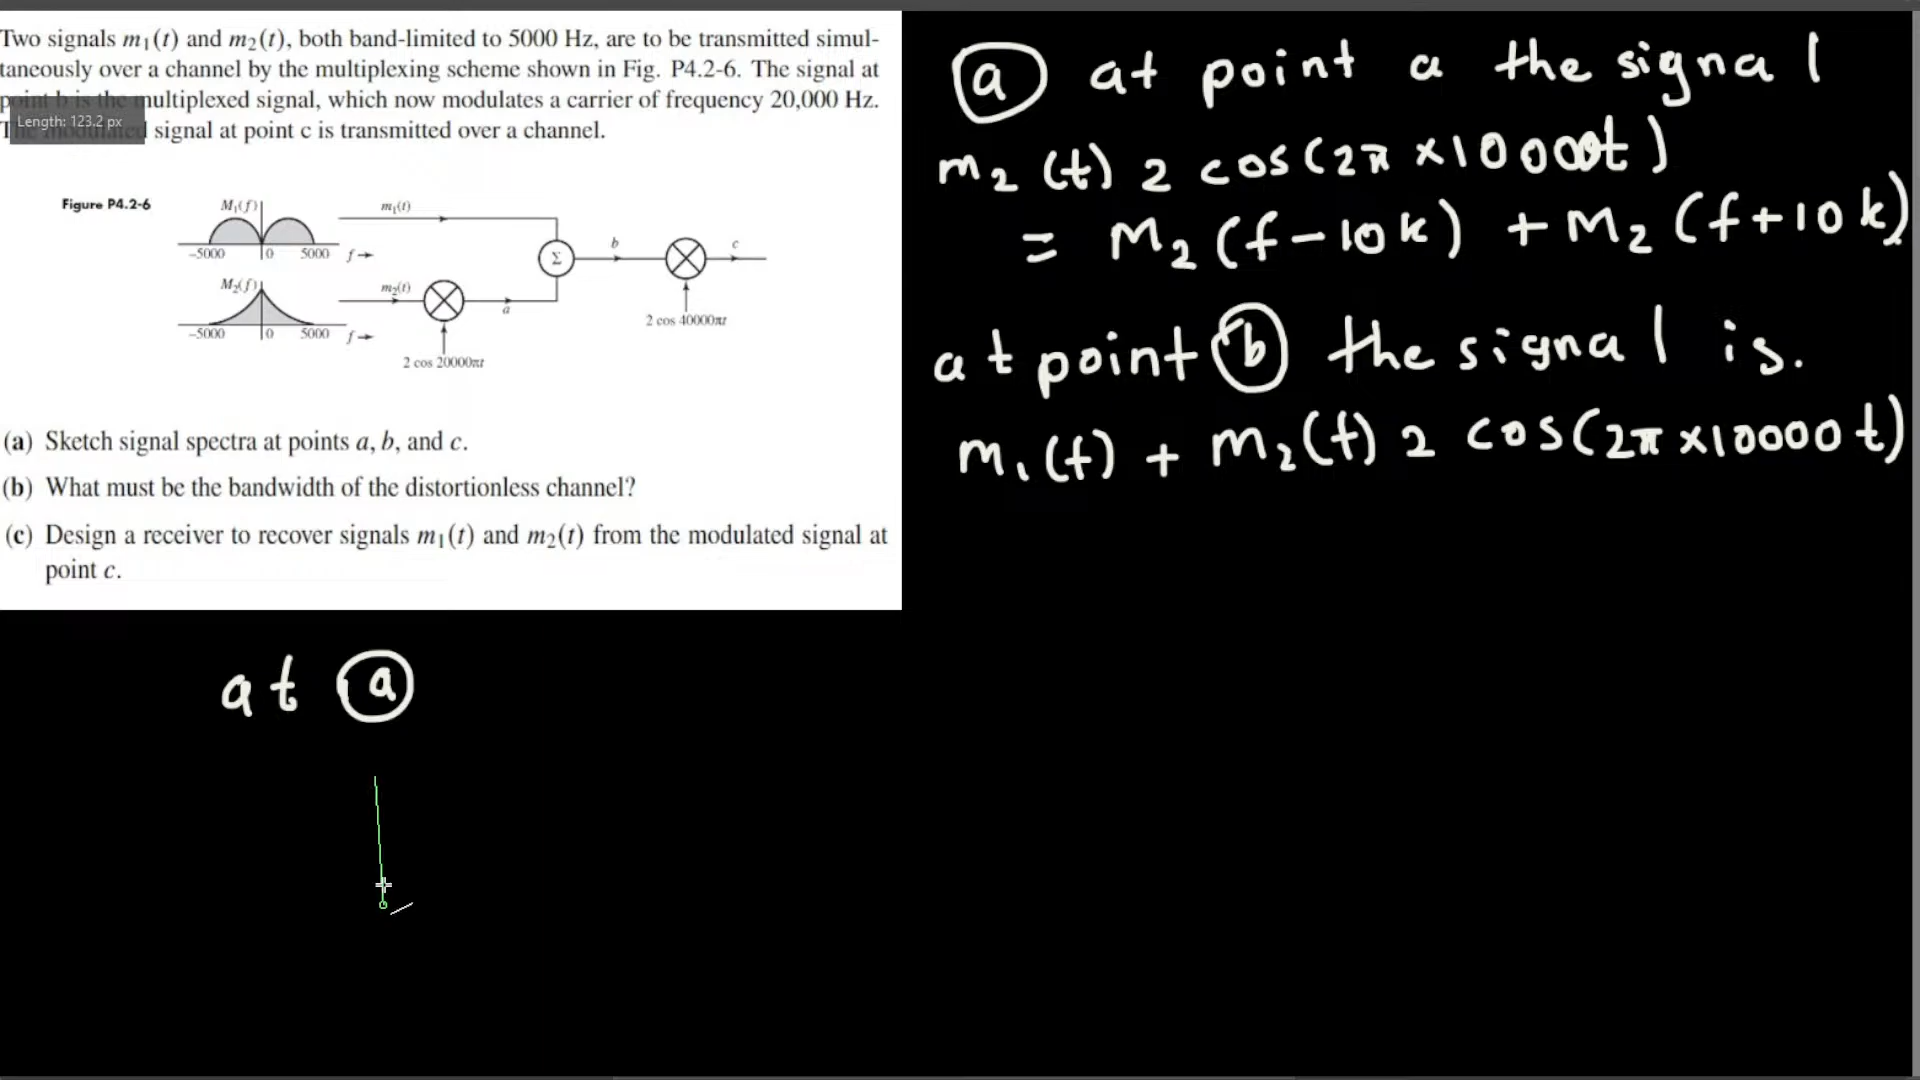 Two signals m₁(t) and m₂(t), both band-limited to 5000 Hz, are to be transmitted simul-
taneously over a channel by the multiplexing scheme shown in Fig. P4.2-6. The signal at
point b is the multiplexed signal, which now modulates a carrier of frequency 20,000 Hz.
Length: 123.2 px
The modulated signal at point c is transmitted over a channel.
Figure P4.2-6
M₁(f)
m₁(t)
-5000
0
5000
f→
Σ
b
c
M₂(f)
m₂(t)
a
2 cos 40000πt
-5000
0
5000
f→
2 cos 20000πt
(a) Sketch signal spectra at points a, b, and c.
(b) What must be the bandwidth of the distortionless channel?
(c) Design a receiver to recover signals m₁(t) and m₂(t) from the modulated signal at
point c.
a at point a the signal
m₂(t) 2 cos(2π×10000t)
= M₂(f-10k) + M₂(f+10k)
at point b the signal is.
m₁(t) + m₂(t) 2 cos(2π×10000t)
at a